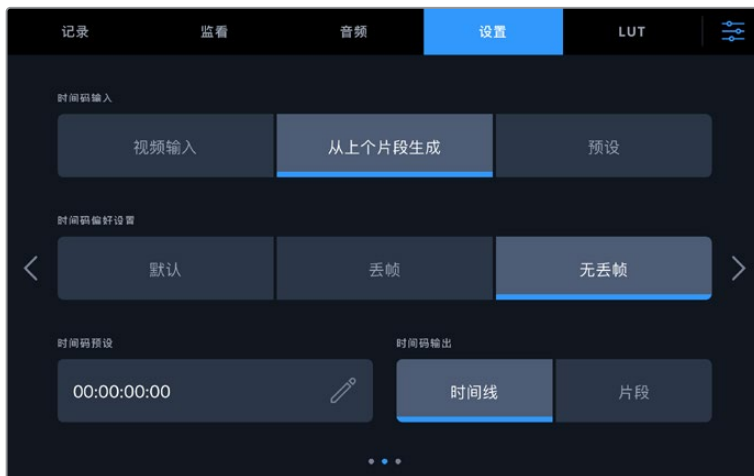 记录 监看 音频 设置 LUT
时间码输入
视频输入 从上个片段生成 预设
时间码偏好设置
默认 丢帧 无丢帧
时间码预设 时间码输出
00:00:00:00 时间线 片段